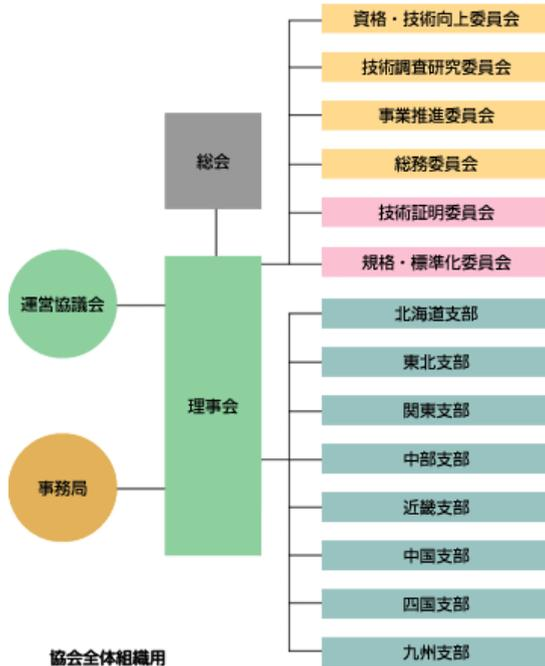 総会
運営協議会
理事会
事務局
資格・技術向上委員会
技術調査研究委員会
事業推進委員会
総務委員会
技術証明委員会
規格・標準化委員会
北海道支部
東北支部
関東支部
中部支部
近畿支部
中国支部
四国支部
九州支部
協会全体組織用